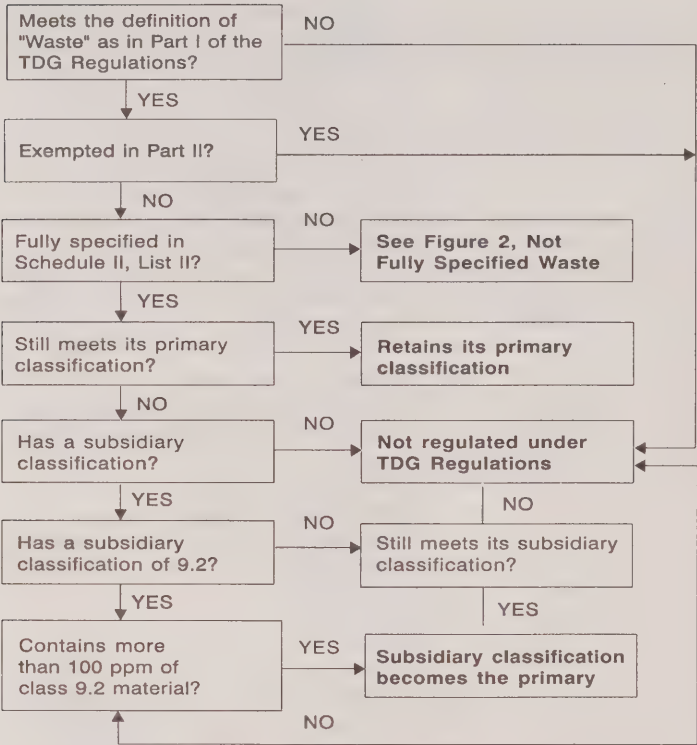 Meets the definition of
"Waste" as in Part I of the
TDG Regulations?
NO
YES
Exempted in Part II?
YES
NO
Fully specified in
Schedule II, List II?
NO
See Figure 2, Not
Fully Specified Waste
YES
Still meets its primary
classification?
YES
Retains its primary
classification
NO
Has a subsidiary
classification?
NO
Not regulated under
TDG Regulations
YES
NO
Has a subsidiary
classification of 9.2?
NO
Still meets its subsidiary
classification?
YES
YES
Contains more
than 100 ppm of
class 9.2 material?
YES
Subsidiary classification
becomes the primary
NO